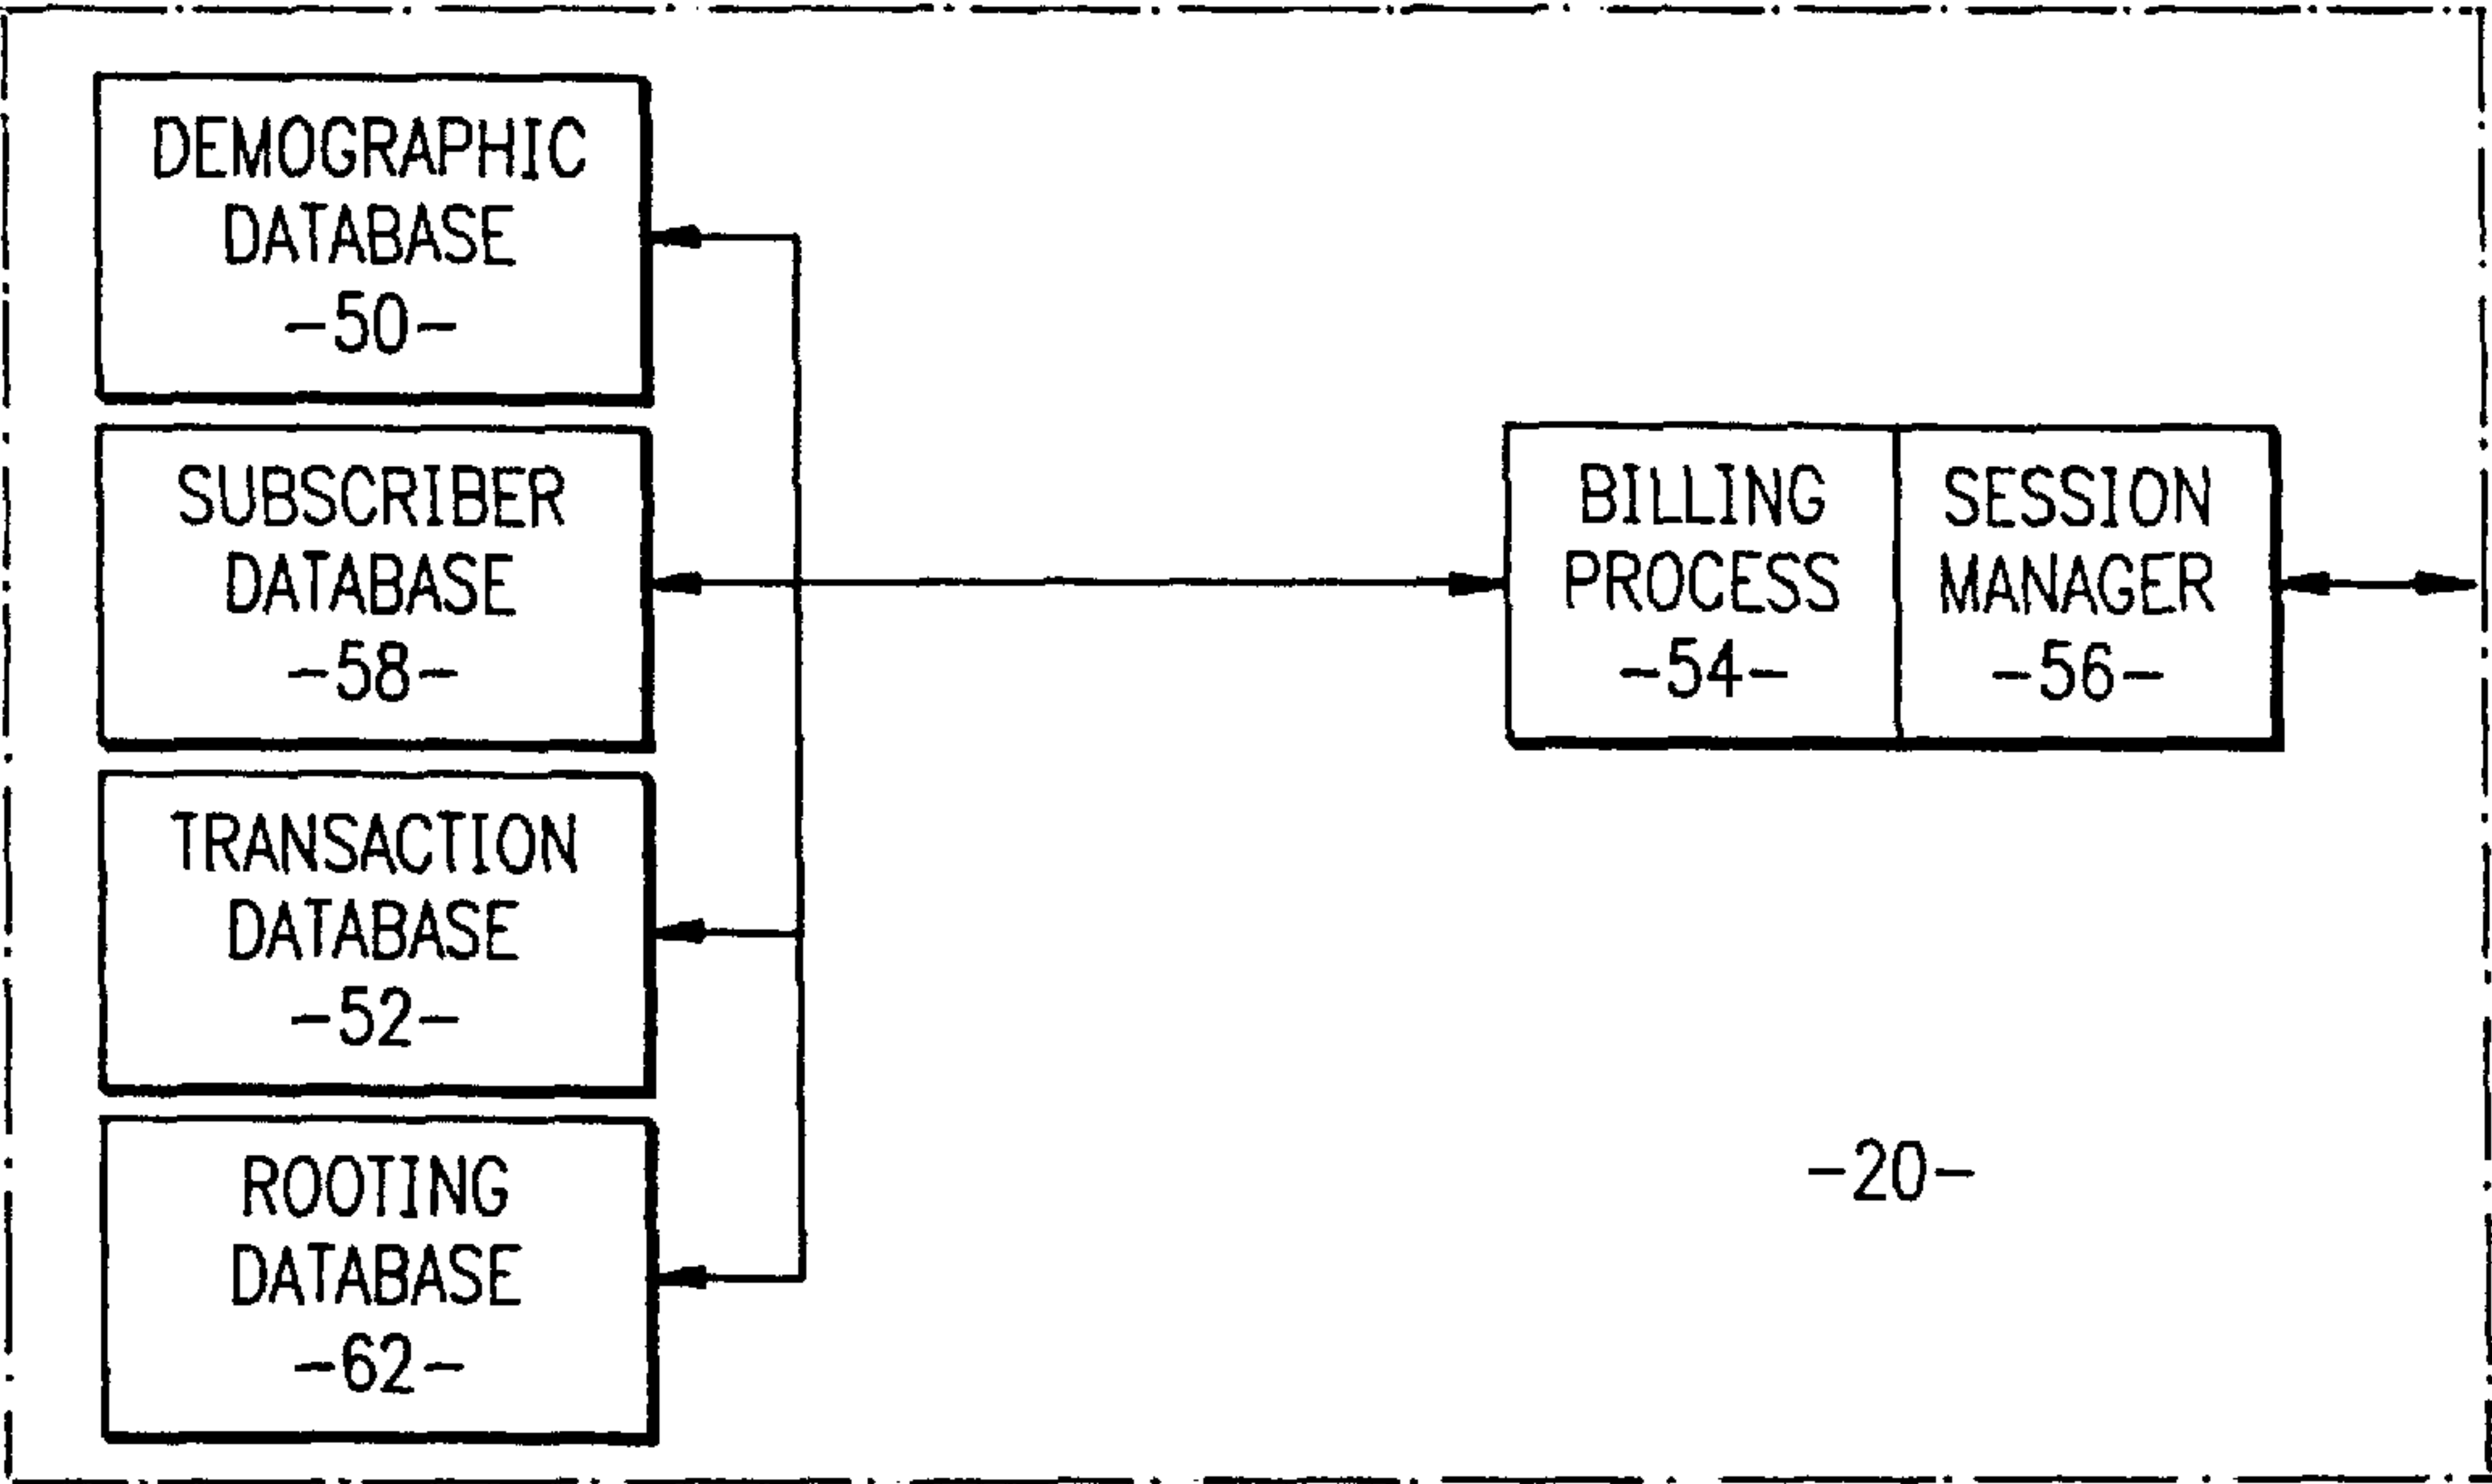 DEMOGRAPHIC
DATABASE
-50-
SUBSCRIBER
DATABASE
-58-
TRANSACTION
DATABASE
-52-
ROOTING
DATABASE
-62-
BILLING
PROCESS
-54-
SESSION
MANAGER
-56-
-20-